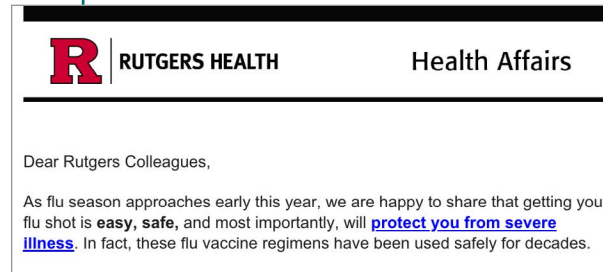 R RUTGERS HEALTH Health Affairs
Dear Rutgers Colleagues,
As flu season approaches early this year, we are happy to share that getting you
flu shot is easy, safe, and most importantly, will protect you from severe
illness. In fact, these flu vaccine regimens have been used safely for decades.